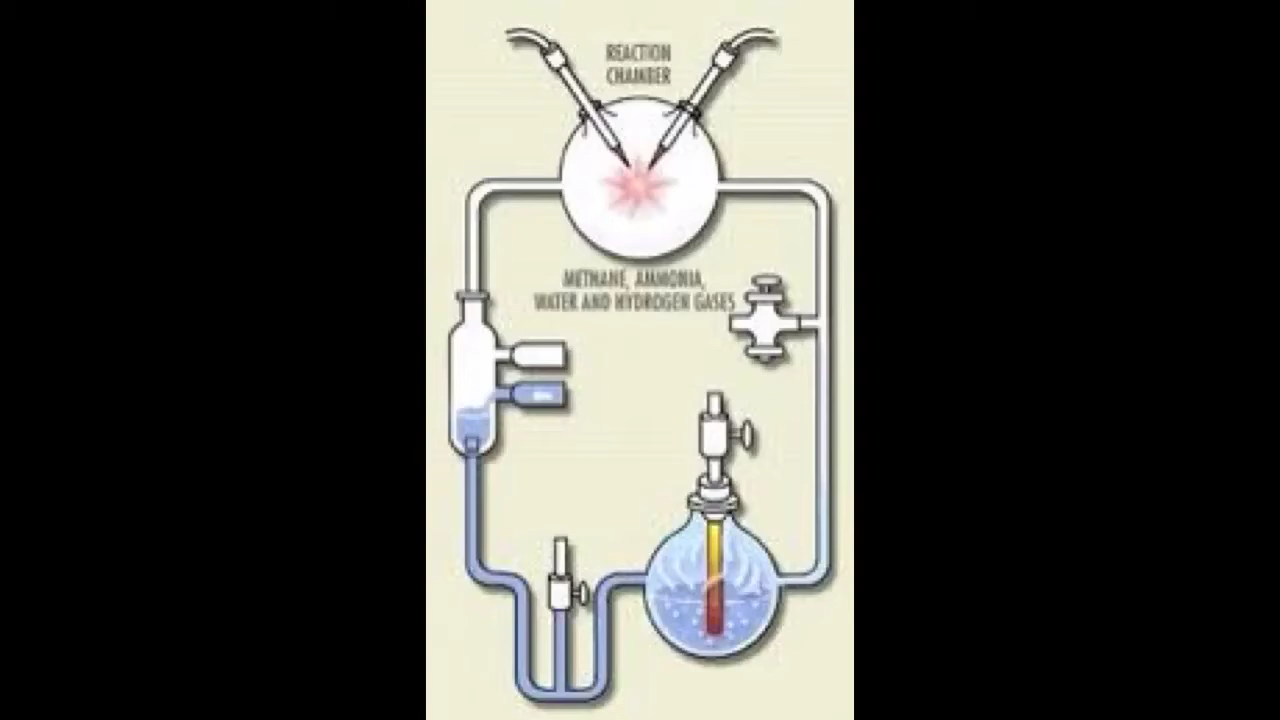 REACTION
CHAMBER
METHANE, AMMONIA,
WATER AND HYDROGEN GASES